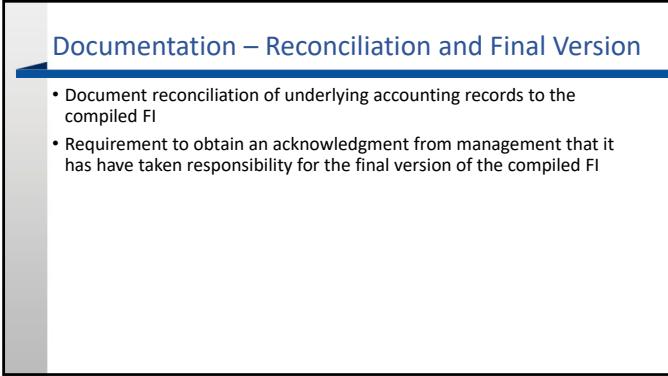 Documentation – Reconciliation and Final Version
• Document reconciliation of underlying accounting records to the
compiled FI
• Requirement to obtain an acknowledgment from management that it
has have taken responsibility for the final version of the compiled FI